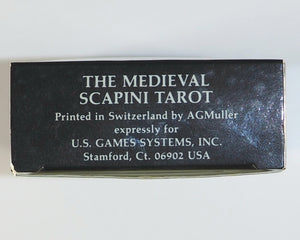 THE MEDIEVAL
SCAPINI TAROT
Printed in Switzerland by AGMuller
expressly for
U.S. GAMES SYSTEMS, INC.
Stamford, Ct. 06902 USA